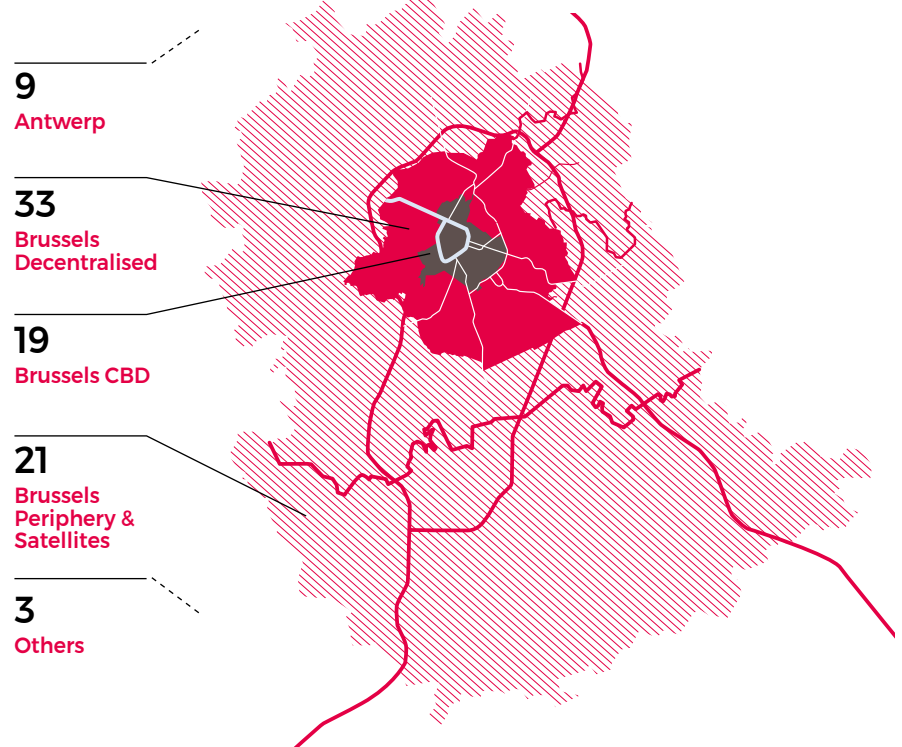 9
Antwerp
33
Brussels
Decentralised
19
Brussels CBD
21
Brussels
Periphery &
Satellites
3
Others